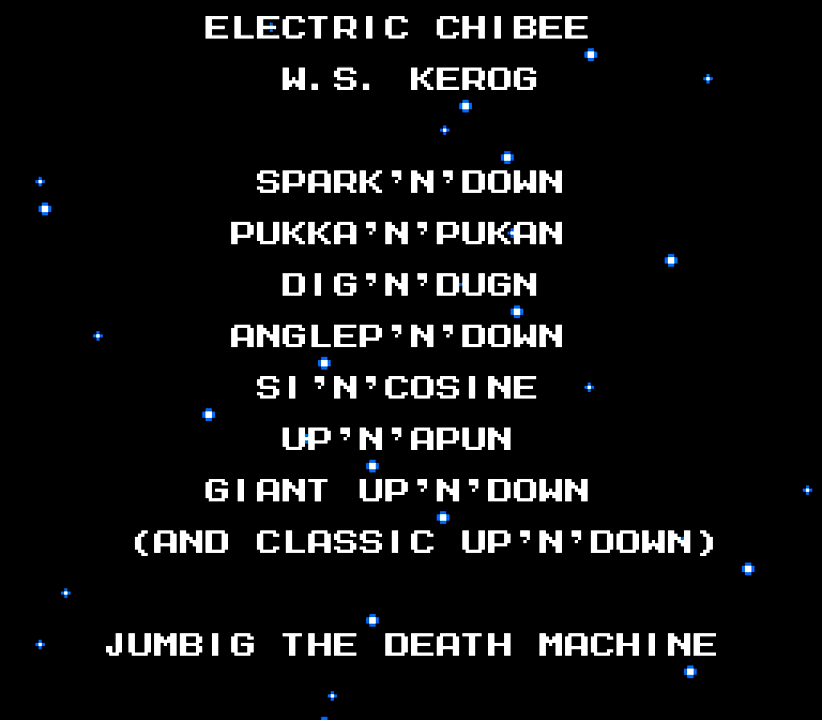 ELECTRIC CHIBEE
W.S. KEROG
SPARK'N'DOWN
PUKKA'N'PUKAN
DIG'N'DUGN
ANGLEP'N'DOWN
SI'N'COSINE
UP'N'APUN
GIANT UP'N'DOWN
(AND CLASSIC UP'N'DOWN)
JUMBIG THE DEATH MACHINE